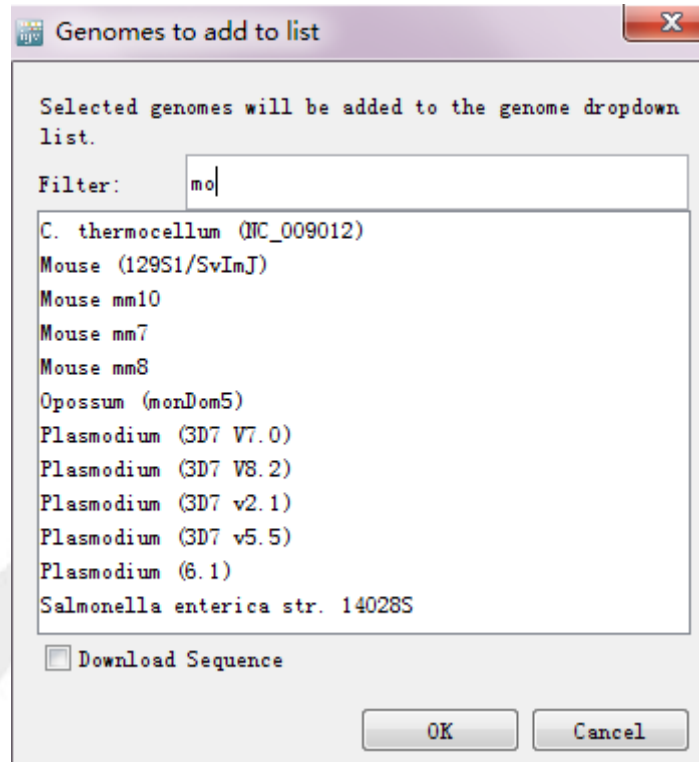 Genomes to add to list
Selected genomes will be added to the genome dropdown
list.
Filter: mo
C. thermocellum (NC_009012)
Mouse (129S1/SvImJ)
Mouse mm10
Mouse mm7
Mouse mm8
Opossum (monDom5)
Plasmodium (3D7 V7.0)
Plasmodium (3D7 V8.2)
Plasmodium (3D7 v2.1)
Plasmodium (3D7 v5.5)
Plasmodium (6.1)
Salmonella enterica str. 14028S
Download Sequence
OK Cancel